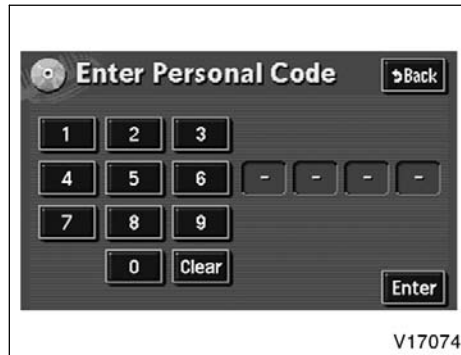 Enter Personal Code Back
1 2 3
4 5 6 - - - -
7 8 9
0 Clear
Enter
V17074